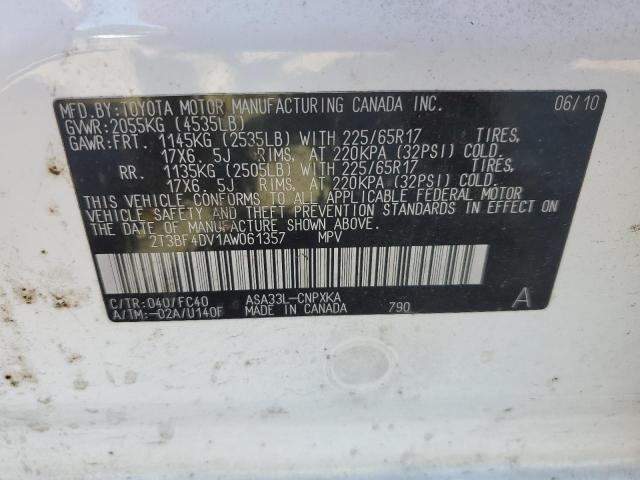 MFD. BY: TOYOTA MOTOR MANUFACTURING CANADA INC. 06/10
GVWR: 2055KG (4535LB)
GAWR: FRT. 1145KG (2535LB) WITH 225/65R17 TIRES,
17X6. 5J RIMS, AT 220KPA (32PSI) COLD.
RR. 1135KG (2505LB) WITH 225/65R17 TIRES,
17X6. 5J RIMS, AT 220KPA (32PSI) COLD.
THIS VEHICLE CONFORMS TO ALL APPLICABLE FEDERAL MOTOR
VEHICLE SAFETY AND THEFT PREVENTION STANDARDS IN EFFECT ON
THE DATE OF MANUFACTURE SHOWN ABOVE.
2T3BF4DV1AW061357 MPV
C/TR: 040/FC40 ASA33L-CNPXKA A
A/TM: -02A/U140F MADE IN CANADA 790